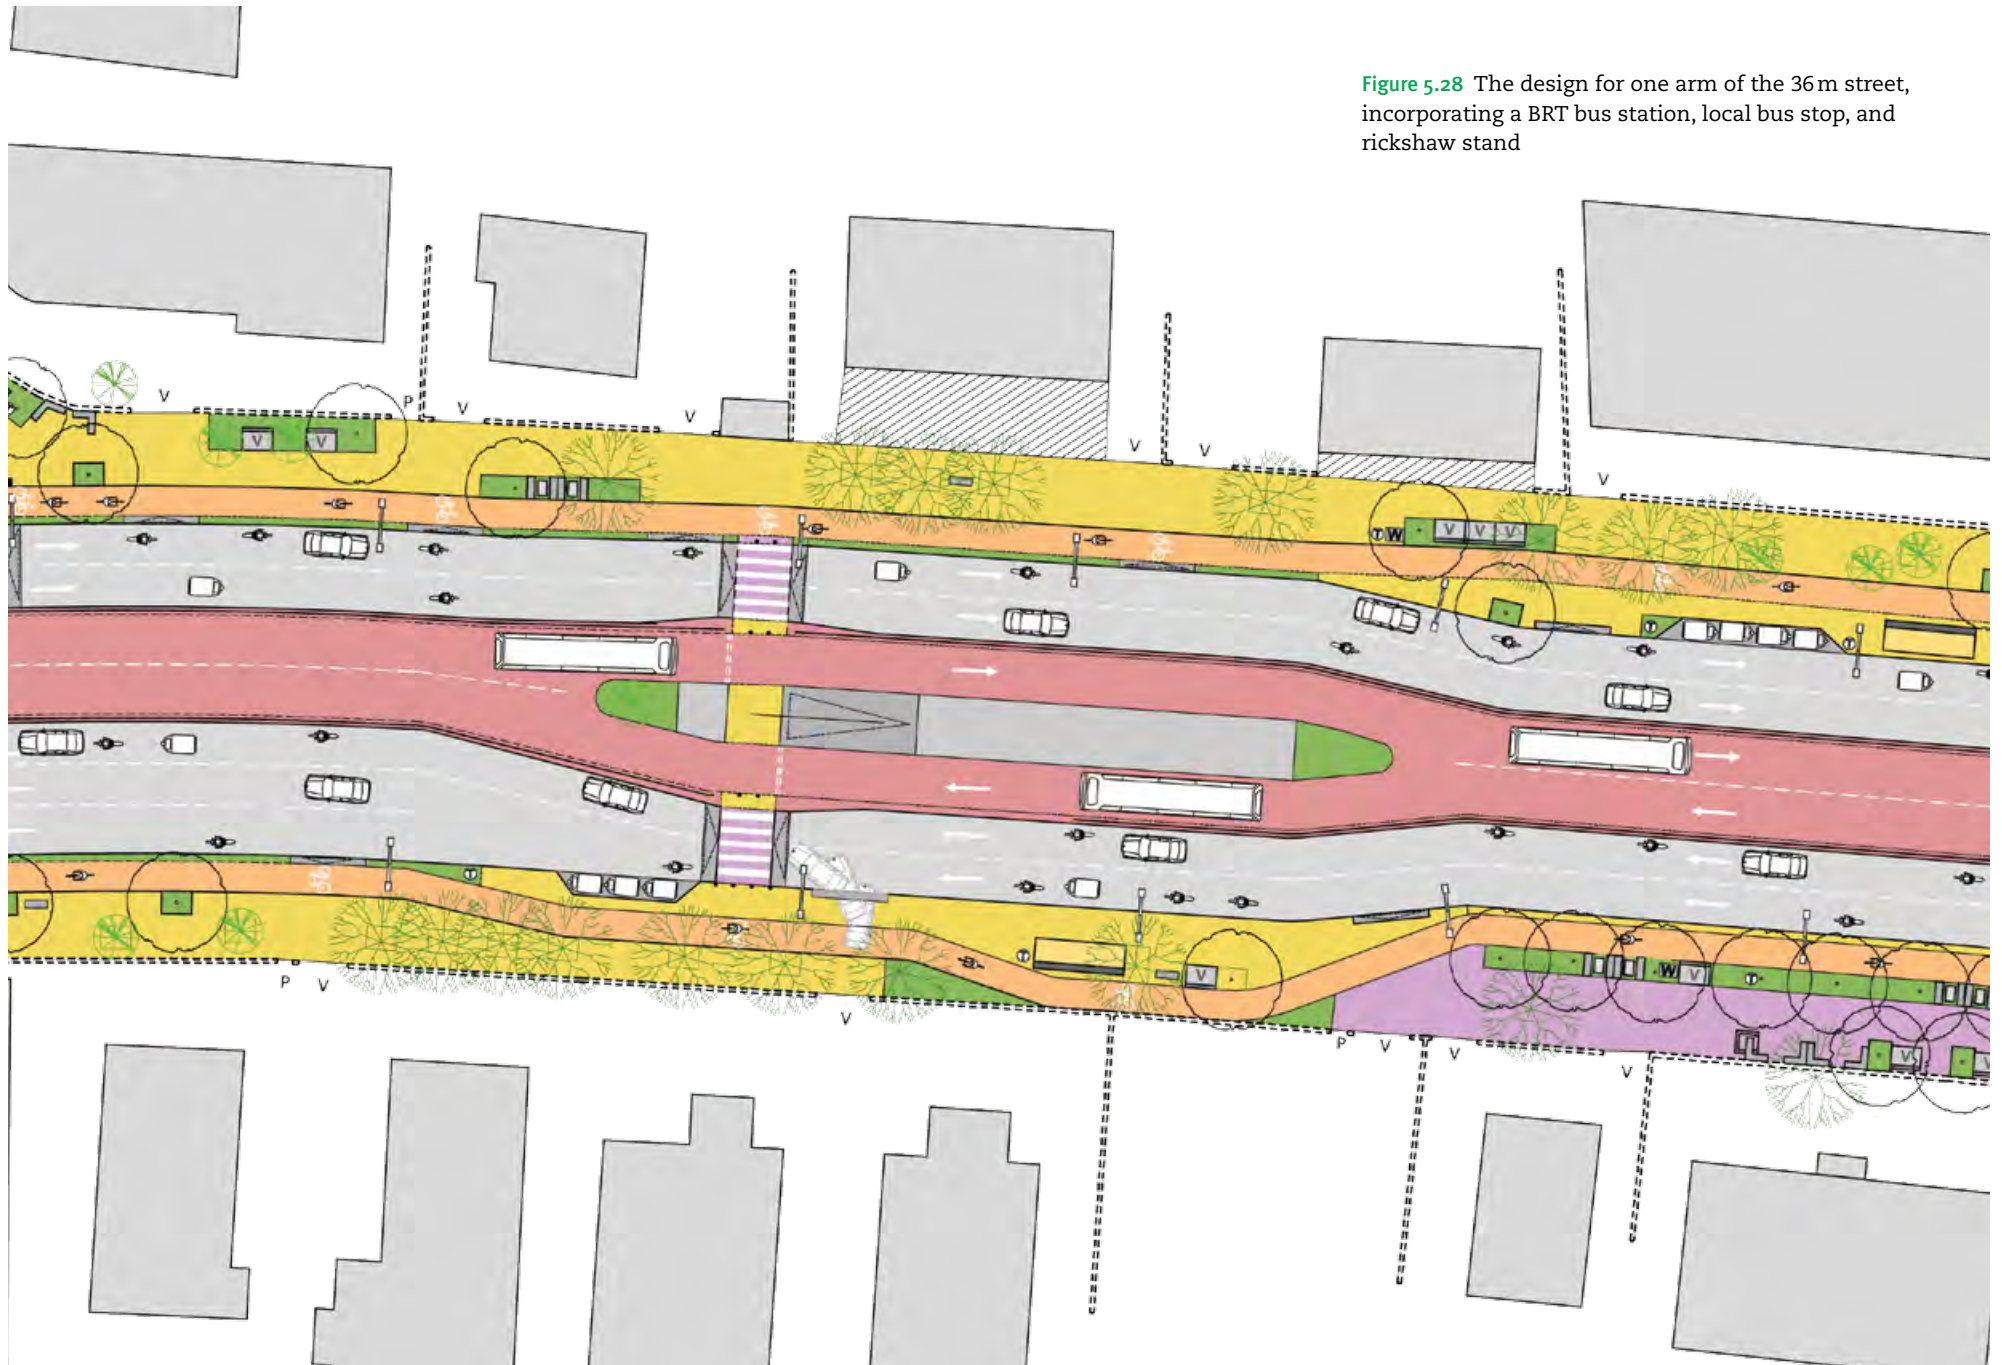 Figure 5.28 The design for one arm of the 36 m street,
incorporating a BRT bus station, local bus stop, and
rickshaw stand
V
P
V
V
V
V
V
V
V
T
W
V
V
V
T
T
T
T
W
V
T
P
V
V
P
V
V
V
V
V
V